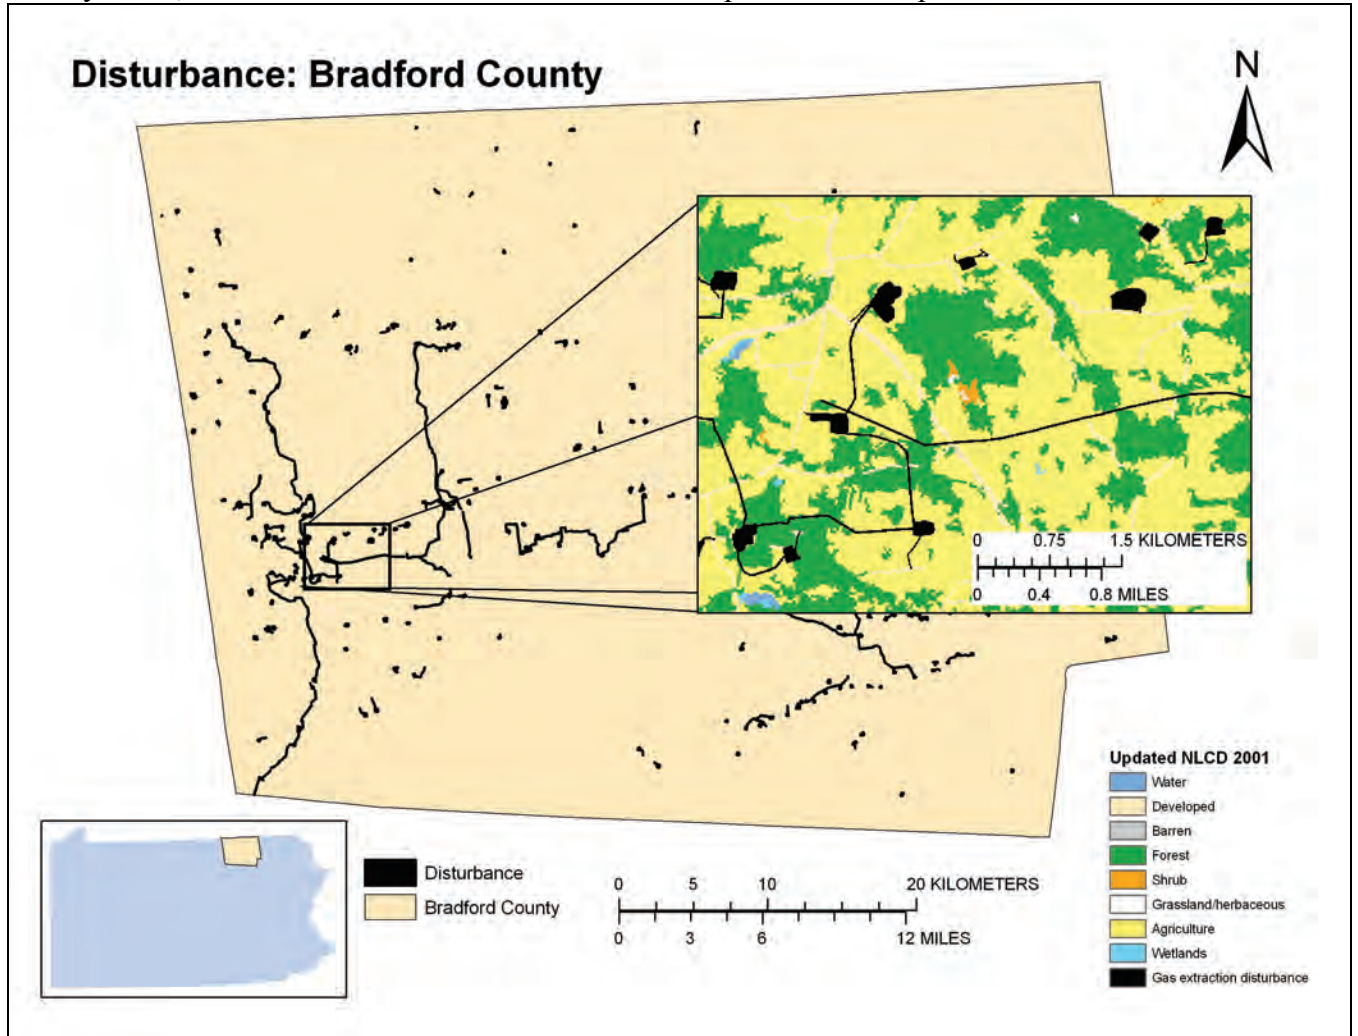 Disturbance: Bradford County
N
0 0.75 1.5 KILOMETERS
0 0.4 0.8 MILES
Updated NLCD 2001
Water
Developed
Barren
Forest
Shrub
Grassland/herbaceous
Agriculture
Wetlands
Gas extraction disturbance
Disturbance
Bradford County
0 5 10 20 KILOMETERS
0 3 6 12 MILES